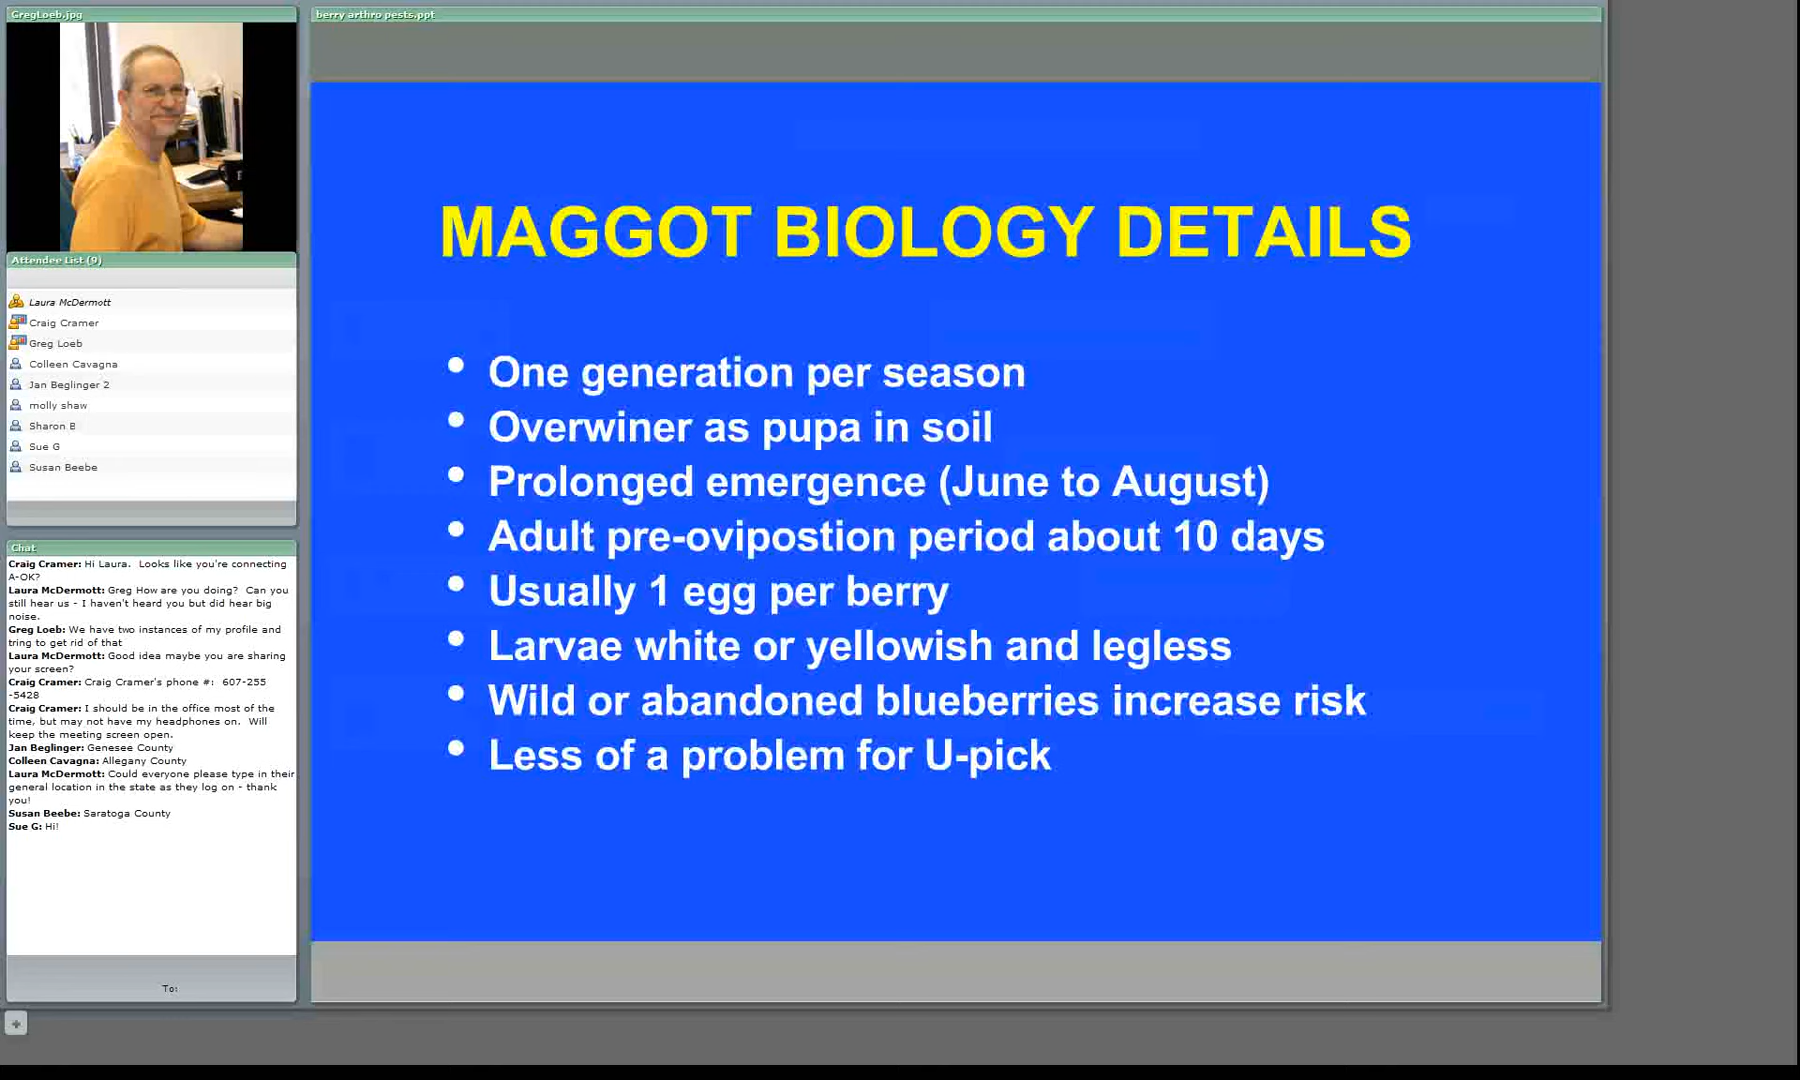 GregLoeb.jpg
Attendee List (9)
Laura McDermott
Craig Cramer
Greg Loeb
Colleen Cavagna
Jan Beglinger 2
molly shaw
Sharon B
Sue G
Susan Beebe
Chat
Craig Cramer: Hi Laura. Looks like you're connecting
A-OK?
Laura McDermott: Greg How are you doing? Can you
still hear us - I haven't heard you but did hear big
noise.
Greg Loeb: We have two instances of my profile and
tring to get rid of that
Laura McDermott: Good idea maybe you are sharing
your screen?
Craig Cramer: Craig Cramer's phone #: 607-255
-5428
Craig Cramer: I should be in the office most of the
time, but may not have my headphones on. Will
keep the meeting screen open.
Jan Beglinger: Genesee County
Colleen Cavagna: Allegany County
Laura McDermott: Could everyone please type in their
general location in the state as they log on - thank
you!
Susan Beebe: Saratoga County
Sue G: Hi!
To:
berry arthro pests.ppt
MAGGOT BIOLOGY DETAILS
• One generation per season
• Overwiner as pupa in soil
• Prolonged emergence (June to August)
• Adult pre-ovipostion period about 10 days
• Usually 1 egg per berry
• Larvae white or yellowish and legless
• Wild or abandoned blueberries increase risk
• Less of a problem for U-pick